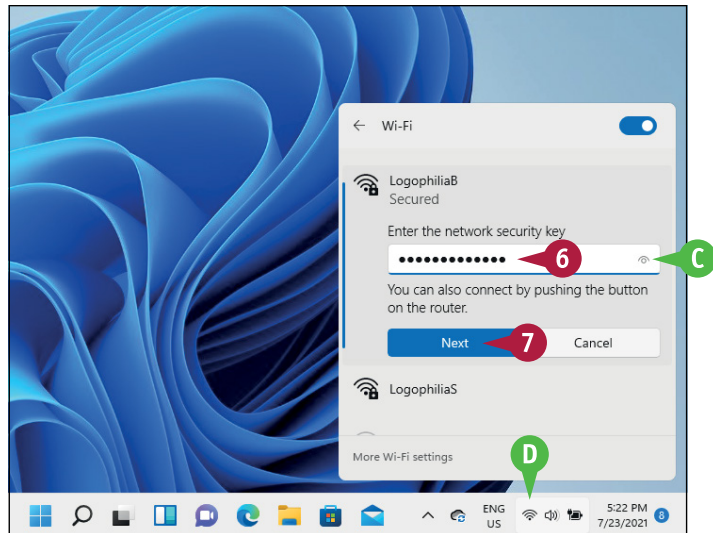 Wi-Fi
LogophiliaB
Secured
Enter the network security key
••••••••••••• 6 C
You can also connect by pushing the button
on the router.
Next 7 Cancel
LogophiliaS
More Wi-Fi settings
D
ENG 5:22 PM
US 7/23/2021 8